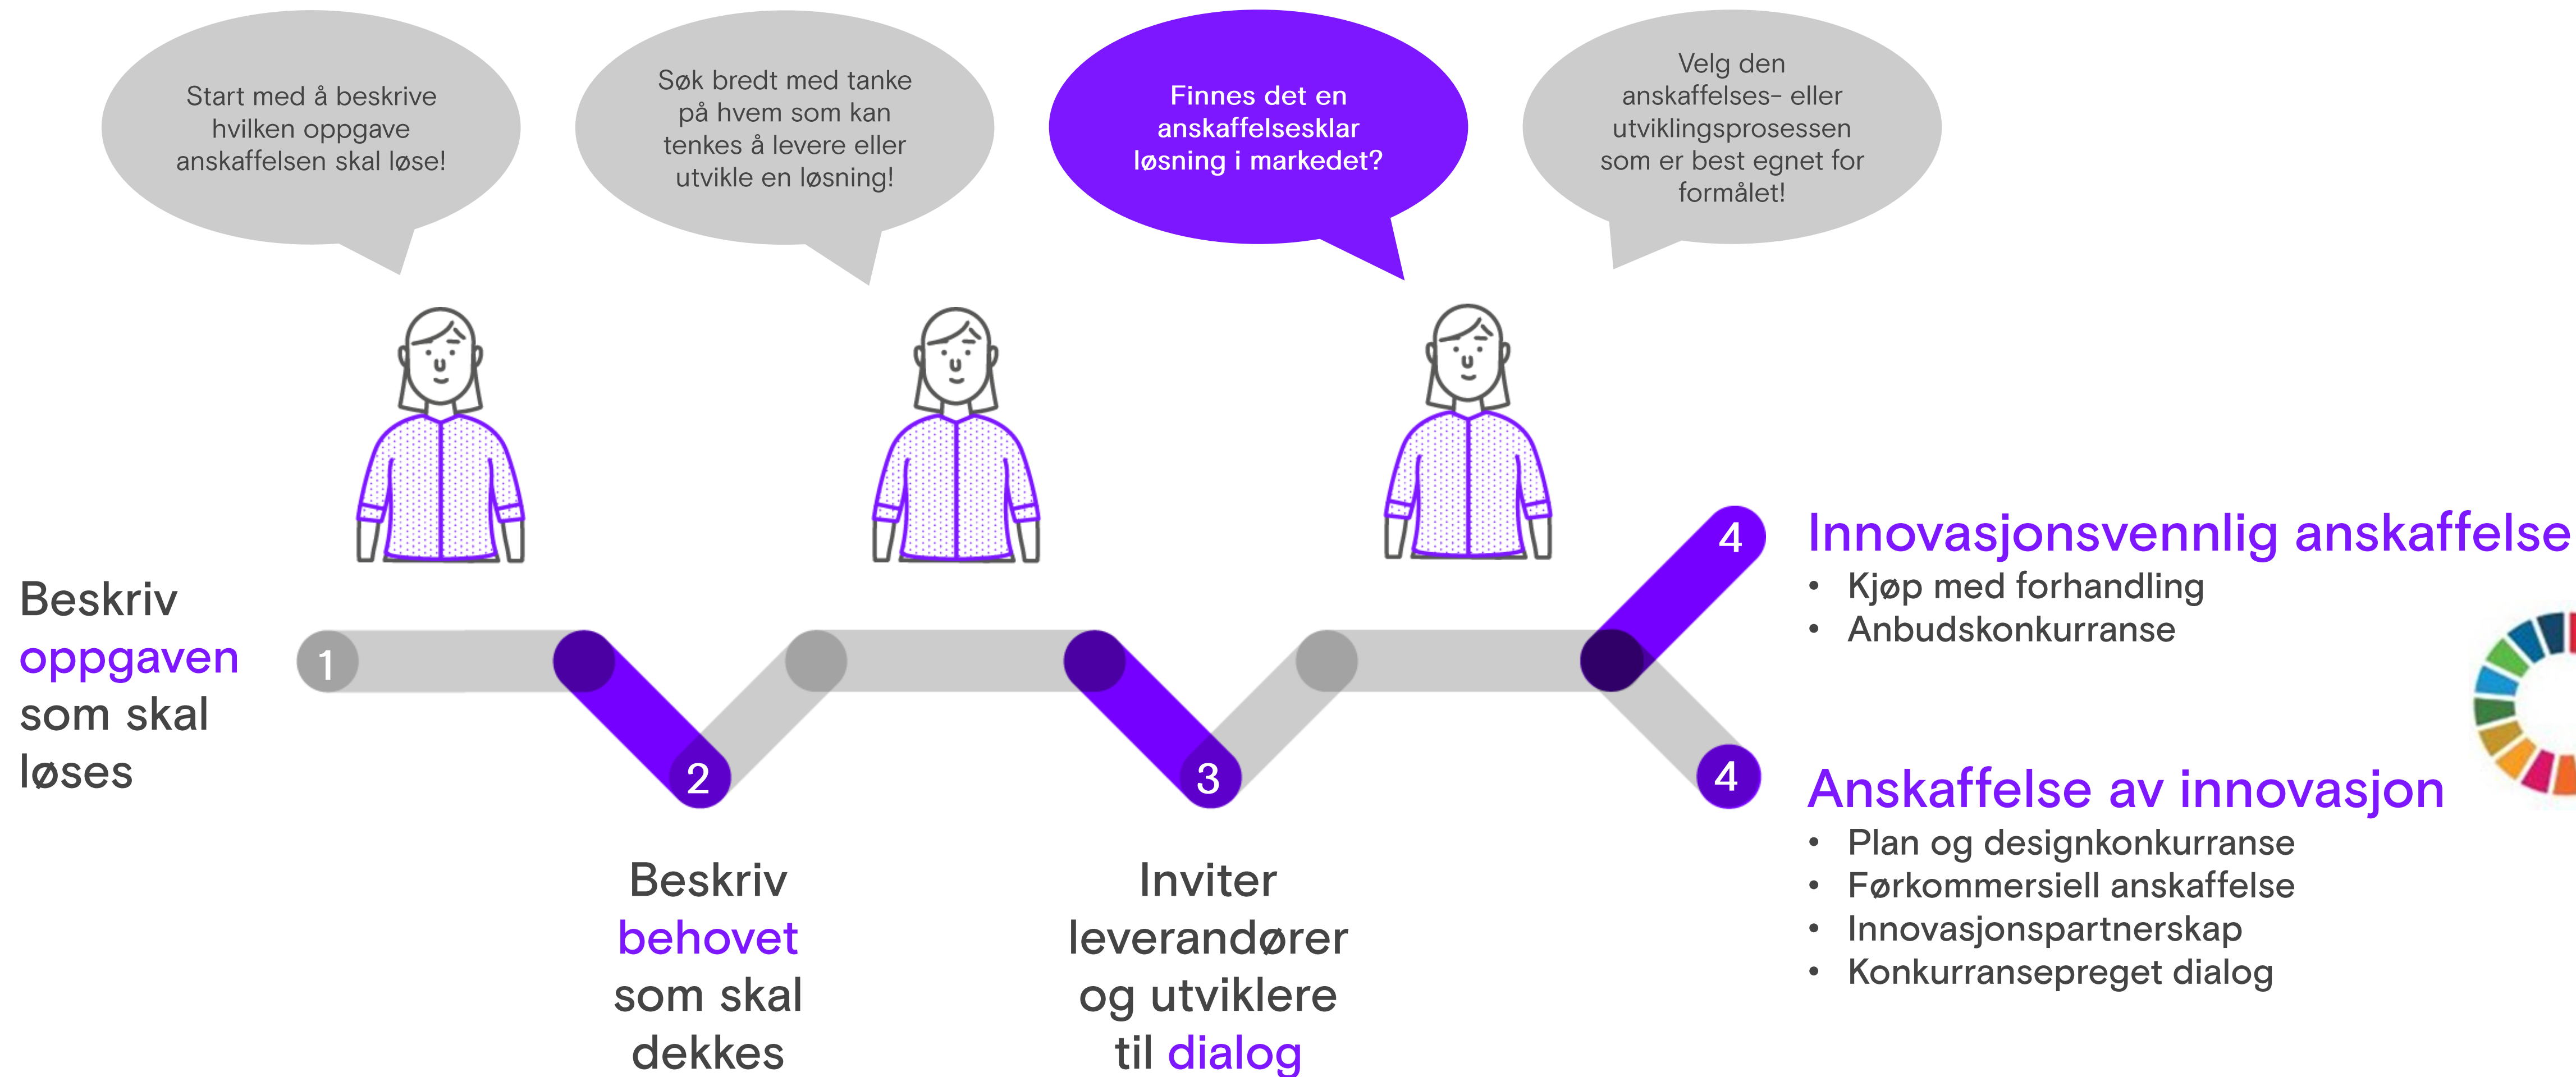 Start med å beskrive
hvilken oppgave
anskaffelsen skal løse!
Søk bredt med tanke
på hvem som kan
tenkes å levere eller
utvikle en løsning!
Finnes det en
anskaffelsesklar
løsning i markedet?
Velg den
anskaffelses- eller
utviklingsprosessen
som er best egnet for
formålet!
Beskriv
oppgaven
som skal
løses
1
2
3
4
4
Beskriv
behovet
som skal
dekkes
Inviter
leverandører
og utviklere
til dialog
Innovasjonsvennlig anskaffelse
• Kjøp med forhandling
• Anbudskonkurranse
Anskaffelse av innovasjon
• Plan og designkonkurranse
• Førkommersiell anskaffelse
• Innovasjonspartnerskap
• Konkurransepreget dialog